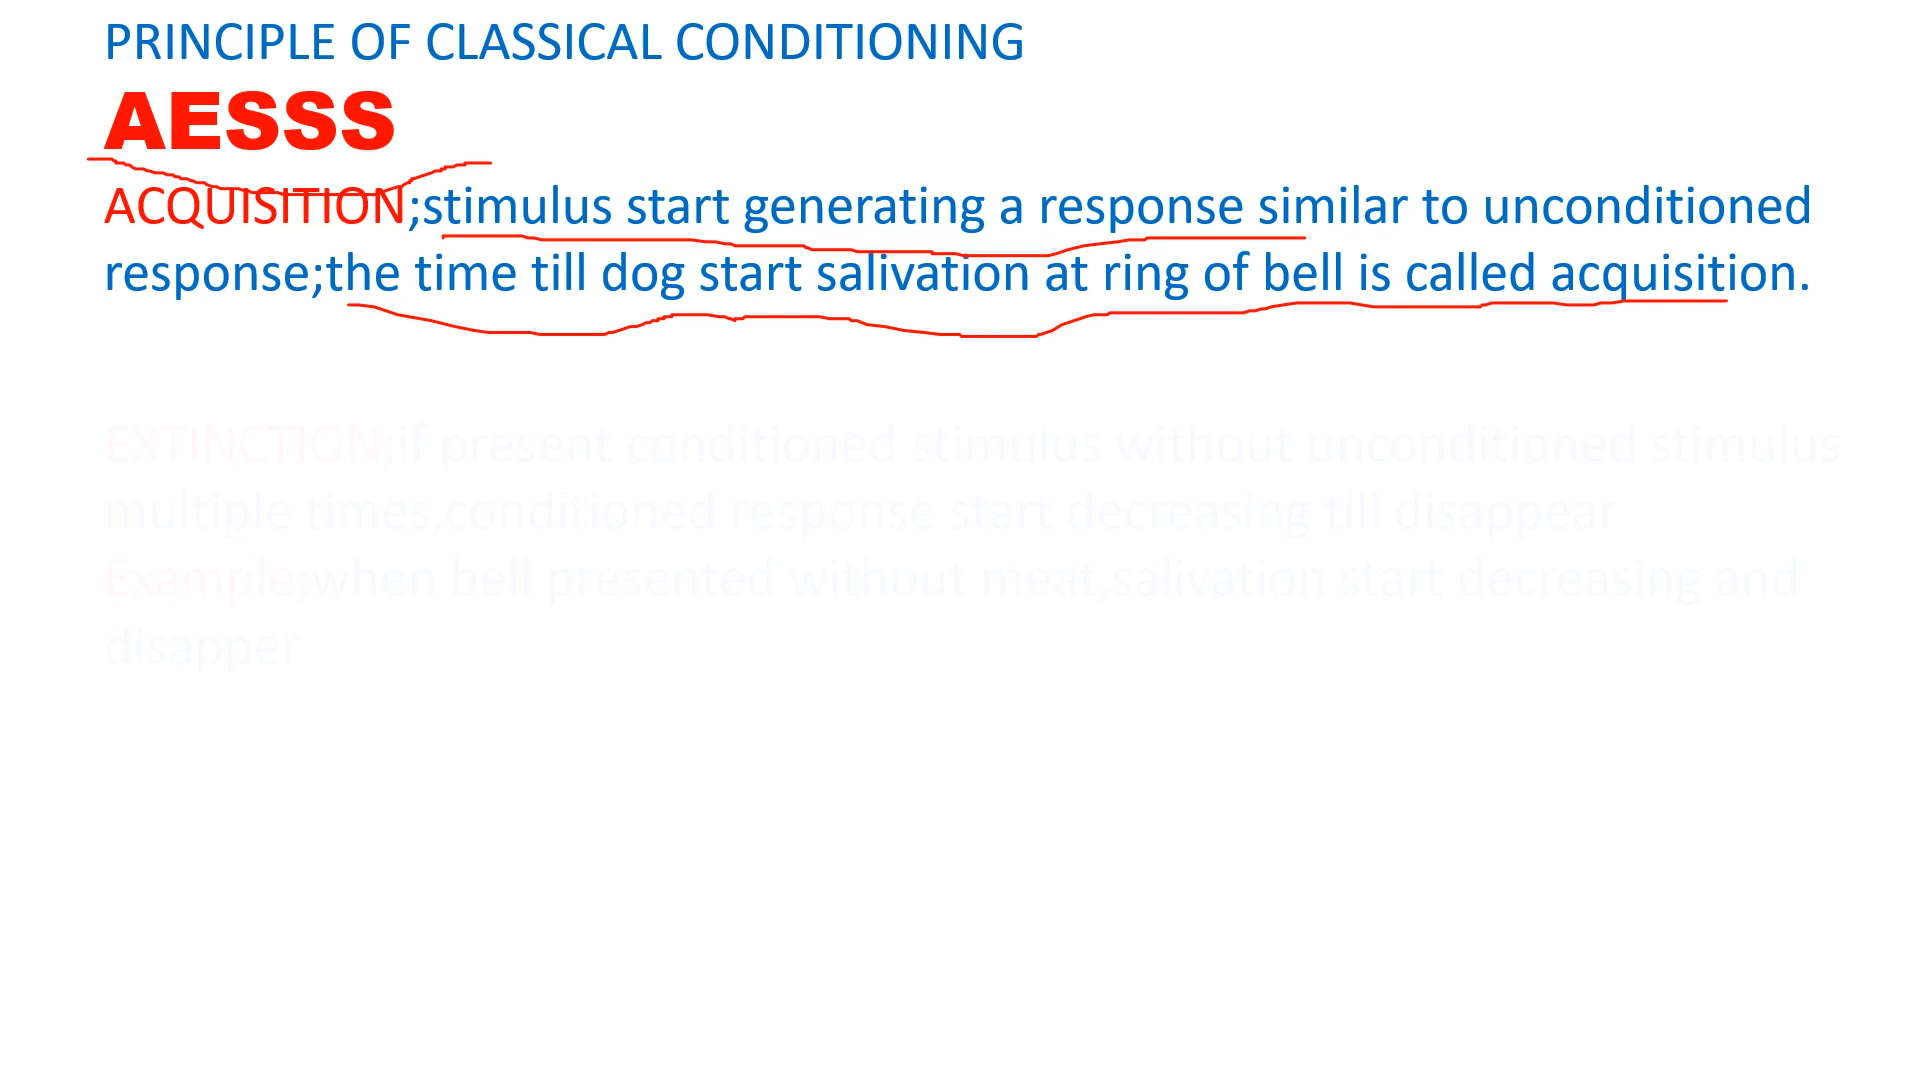 PRINCIPLE OF CLASSICAL CONDITIONING
AESSS
ACQUISITION;stimulus start generating a response similar to unconditioned
response;the time till dog start salivation at ring of bell is called acquisition.
EXTINCTION;if present conditioned stimulus without unconditioned stimulus
multiple times,conditioned response start decreasing till disappear
Example;when bell presented without meat,salivation start decreasing and
disapper